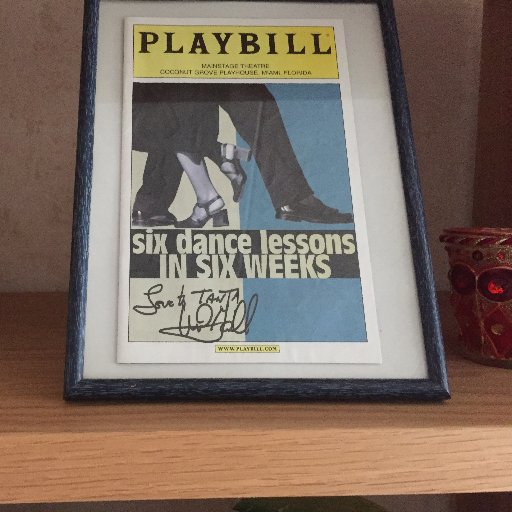 PLAYBILL
MAINSTAGE THEATRE
COCONUT GROVE PLAYHOUSE, MIAMI, FLORIDA
six dance lessons
IN SIX WEEKS
Love to
WWW.PLAYBILL.COM